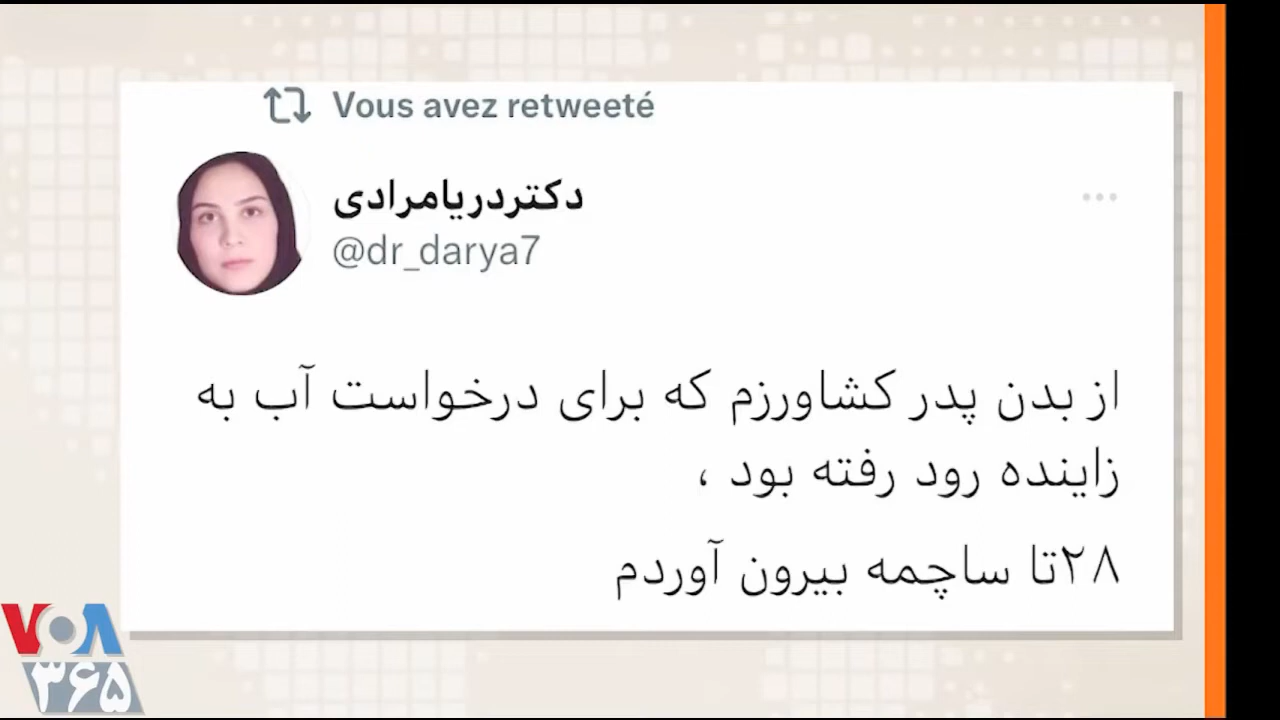 Vous avez retweeté
دکتردریامرادی
@dr_darya7
از بدن پدر کشاورزم که برای درخواست آب به
زاینده رود رفته بود ،
۲۸تا ساچمه بیرون آوردم
VOA
۳۶۵